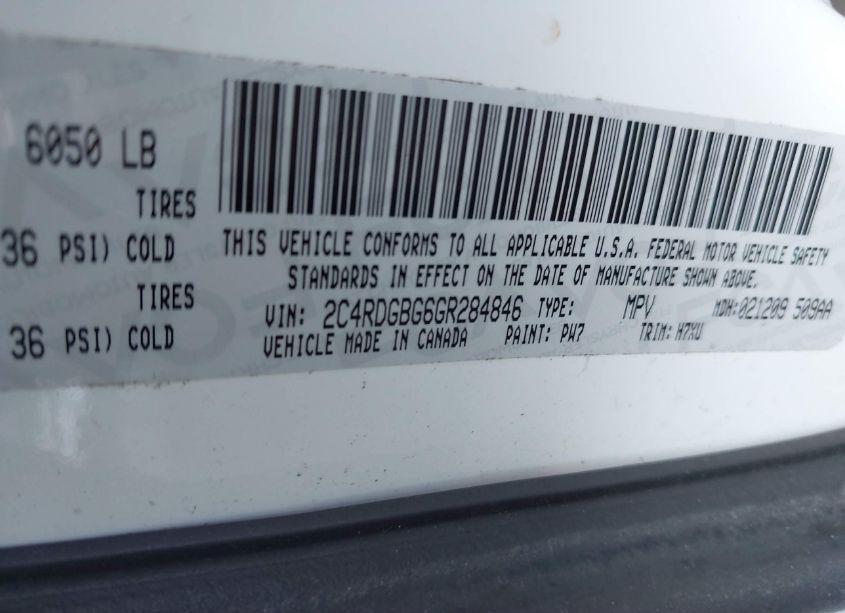 6050 LB
TIRES
36 PSI) COLD
TIRES
36 PSI) COLD
THIS VEHICLE CONFORMS TO ALL APPLICABLE U.S.A. FEDERAL MOTOR VEHICLE SAFETY
STANDARDS IN EFFECT ON THE DATE OF MANUFACTURE SHOWN ABOVE.
VIN: 2C4RDGBG6GR284846 TYPE: MPV MDH:021209 509AA
VEHICLE MADE IN CANADA PAINT: PW7 TRIM: H7XU